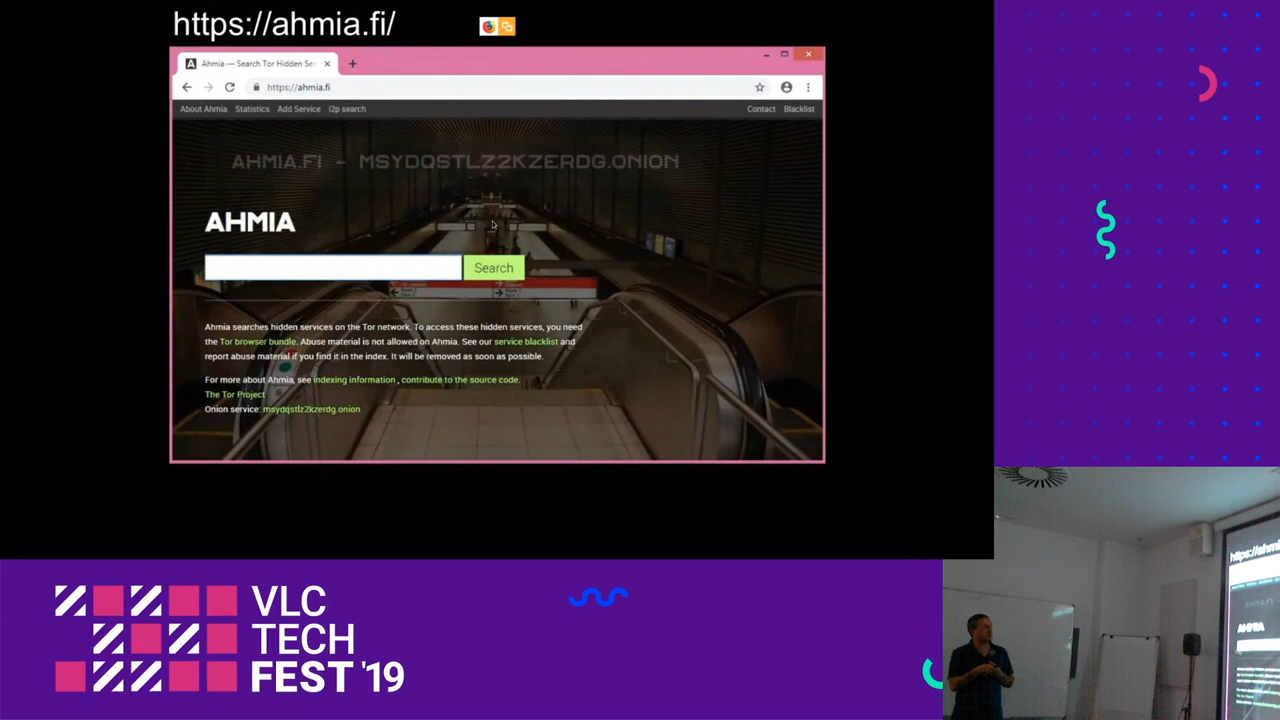 https://ahmia.fi/
Ahmia — Search Tor Hidden Ser
https://ahmia.fi
About Ahmia Statistics Add Service i2p search Contact Blacklist
AHMIA.FI - MSYDQSTLZ2KZERDG.ONION
AHMIA
Search
Ahmia searches hidden services on the Tor network. To access these hidden services, you need
the Tor browser bundle. Abuse material is not allowed on Ahmia. See our service blacklist and
report abuse material if you find it in the index. It will be removed as soon as possible.
For more about Ahmia, see indexing information , contribute to the source code.
The Tor Project
Onion service: msydqstlz2kzerdg.onion
VLC
TECH
FEST '19
https://ahmi
AHMIA